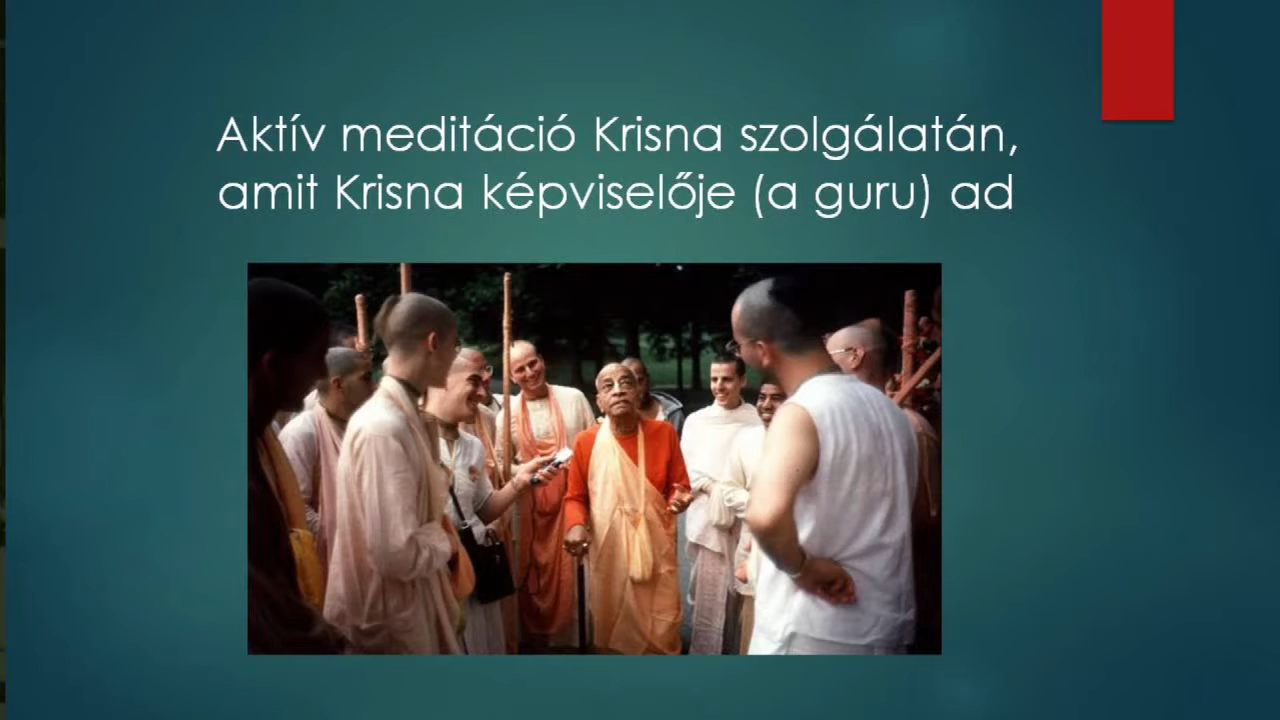 Aktív meditáció Krisna szolgálatán,
amit Krisna képviselője (a guru) ad